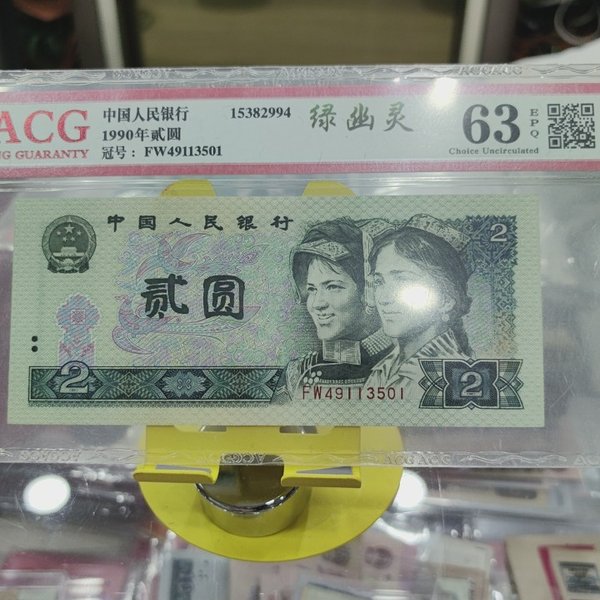 ACG
NG GUARANTY
中国人民银行
1990年贰圆
冠号：FW49113501
15382994
绿幽灵
63
EPQ
Choice Uncirculated
中国人民银行
2
贰圆
2
FW49113501
2
ACGACG